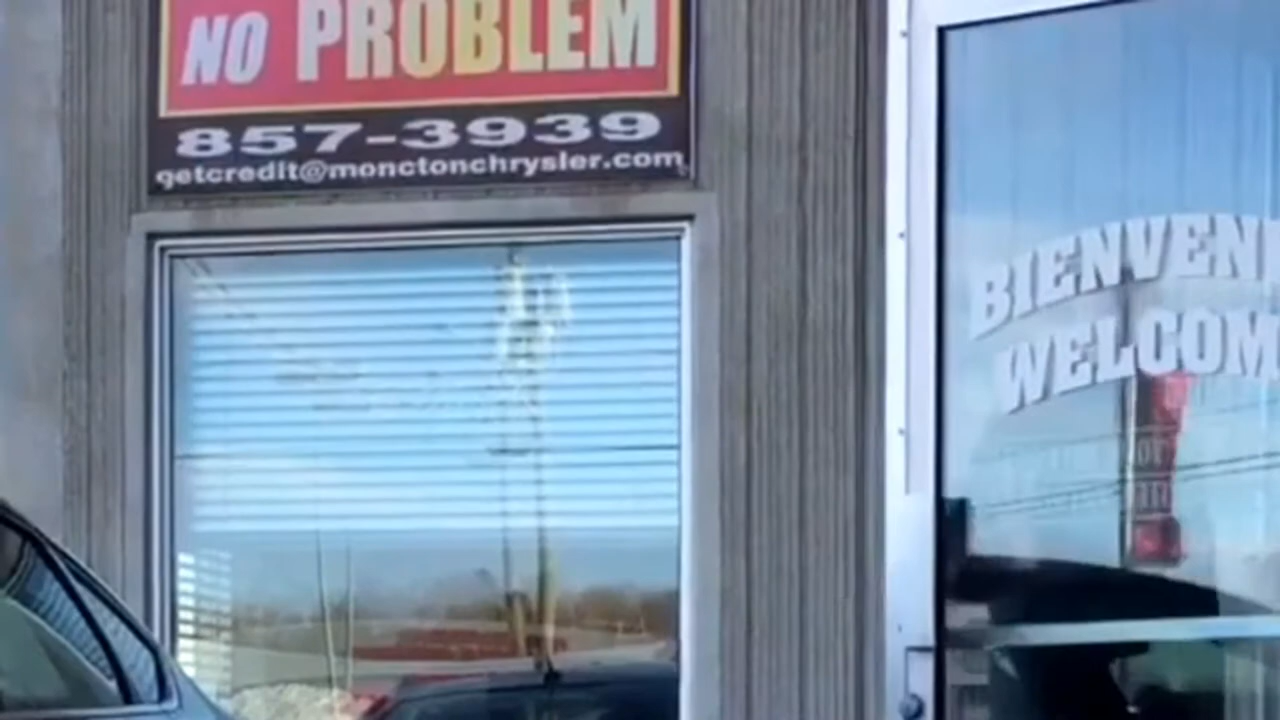 NO PROBLEM
857-3939
getcredit@monctonchrysler.com
BIENVEN
WELCOM